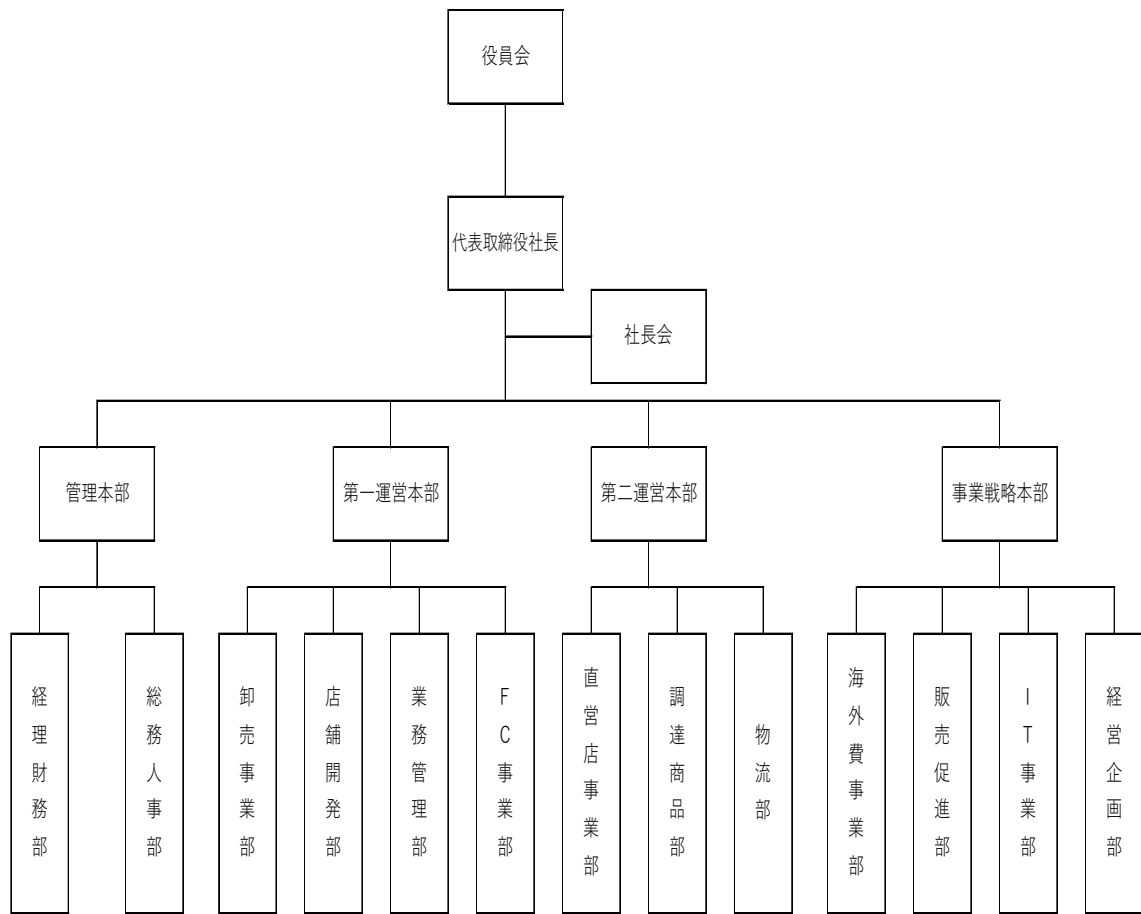 役員会
代表取締役社長
社長会
管理本部
第一運営本部
第二運営本部
事業戦略本部
経理財務部
総務人事部
卸売事業部
店舗開発部
業務管理部
FC事業部
直営店事業部
調達商品部
物流部
海外費事業部
販売促進部
IT事業部
経営企画部